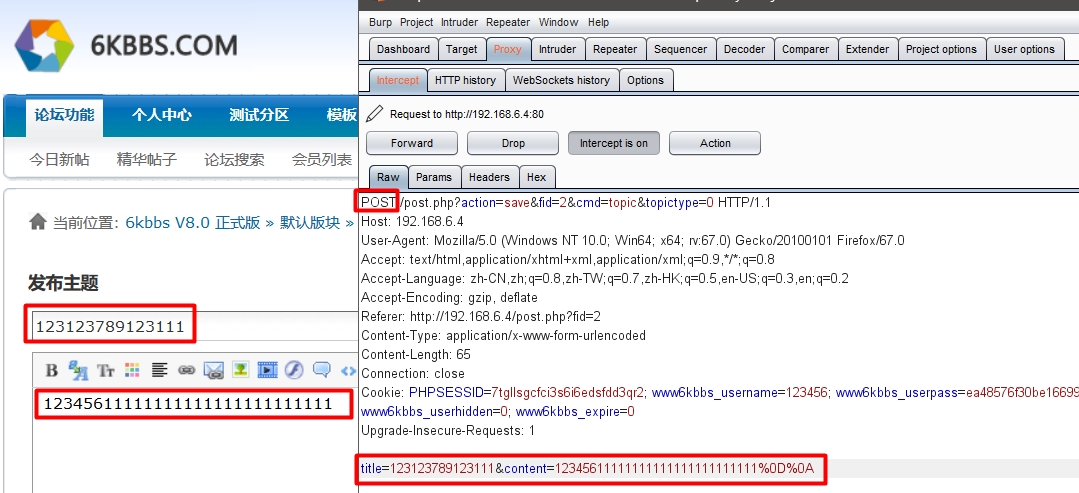 6KBBS.COM
论坛功能 个人中心 测试分区 模板
今日新帖 精华帖子 论坛搜索 会员列表
当前位置: 6kbbs V8.0 正式版 » 默认版块 »
发布主题
123123789123111
B Tr
12345611111111111111111111111
Burp Project Intruder Repeater Window Help
Dashboard Target Proxy Intruder Repeater Sequencer Decoder Comparer Extender Project options User options
Intercept HTTP history WebSockets history Options
Request to http://192.168.6.4:80
Forward Drop Intercept is on Action
Raw Params Headers Hex
POST /post.php?action=save&fid=2&cmd=topic&topictype=0 HTTP/1.1
Host: 192.168.6.4
User-Agent: Mozilla/5.0 (Windows NT 10.0; Win64; x64; rv:67.0) Gecko/20100101 Firefox/67.0
Accept: text/html,application/xhtml+xml,application/xml;q=0.9,*/*;q=0.8
Accept-Language: zh-CN,zh;q=0.8,zh-TW;q=0.7,zh-HK;q=0.5,en-US;q=0.3,en;q=0.2
Accept-Encoding: gzip, deflate
Referer: http://192.168.6.4/post.php?fid=2
Content-Type: application/x-www-form-urlencoded
Content-Length: 65
Connection: close
Cookie: PHPSESSID=7tgllsgcfci3s6i6edsfdd3qr2; www6kbbs_username=123456; www6kbbs_userpass=ea48576f30be16699
www6kbbs_userhidden=0; www6kbbs_expire=0
Upgrade-Insecure-Requests: 1
title=123123789123111&content=12345611111111111111111111111%0D%0A